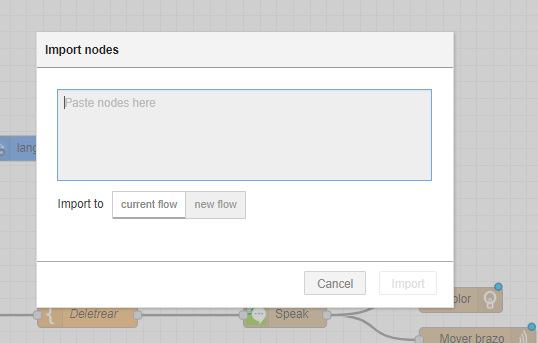 Import nodes
Paste nodes here
lang
Import to current flow new flow
Cancel Import
Deletrear Speak olor
Mover brazo